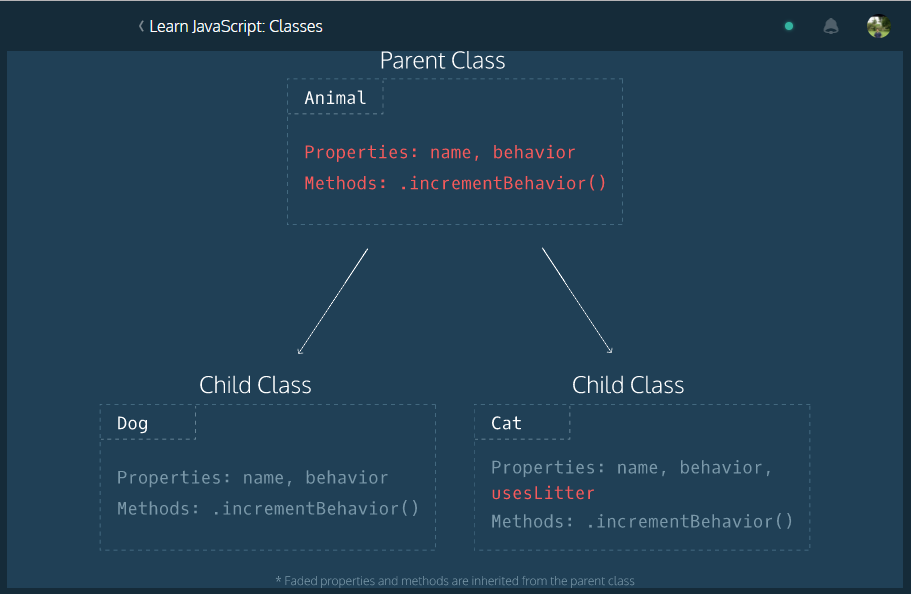 ‹ Learn JavaScript: Classes
Parent Class
Animal
Properties: name, behavior
Methods: .incrementBehavior()
Child Class
Dog
Properties: name, behavior
Methods: .incrementBehavior()
Child Class
Cat
Properties: name, behavior,
usesLitter
Methods: .incrementBehavior()
* Faded properties and methods are inherited from the parent class